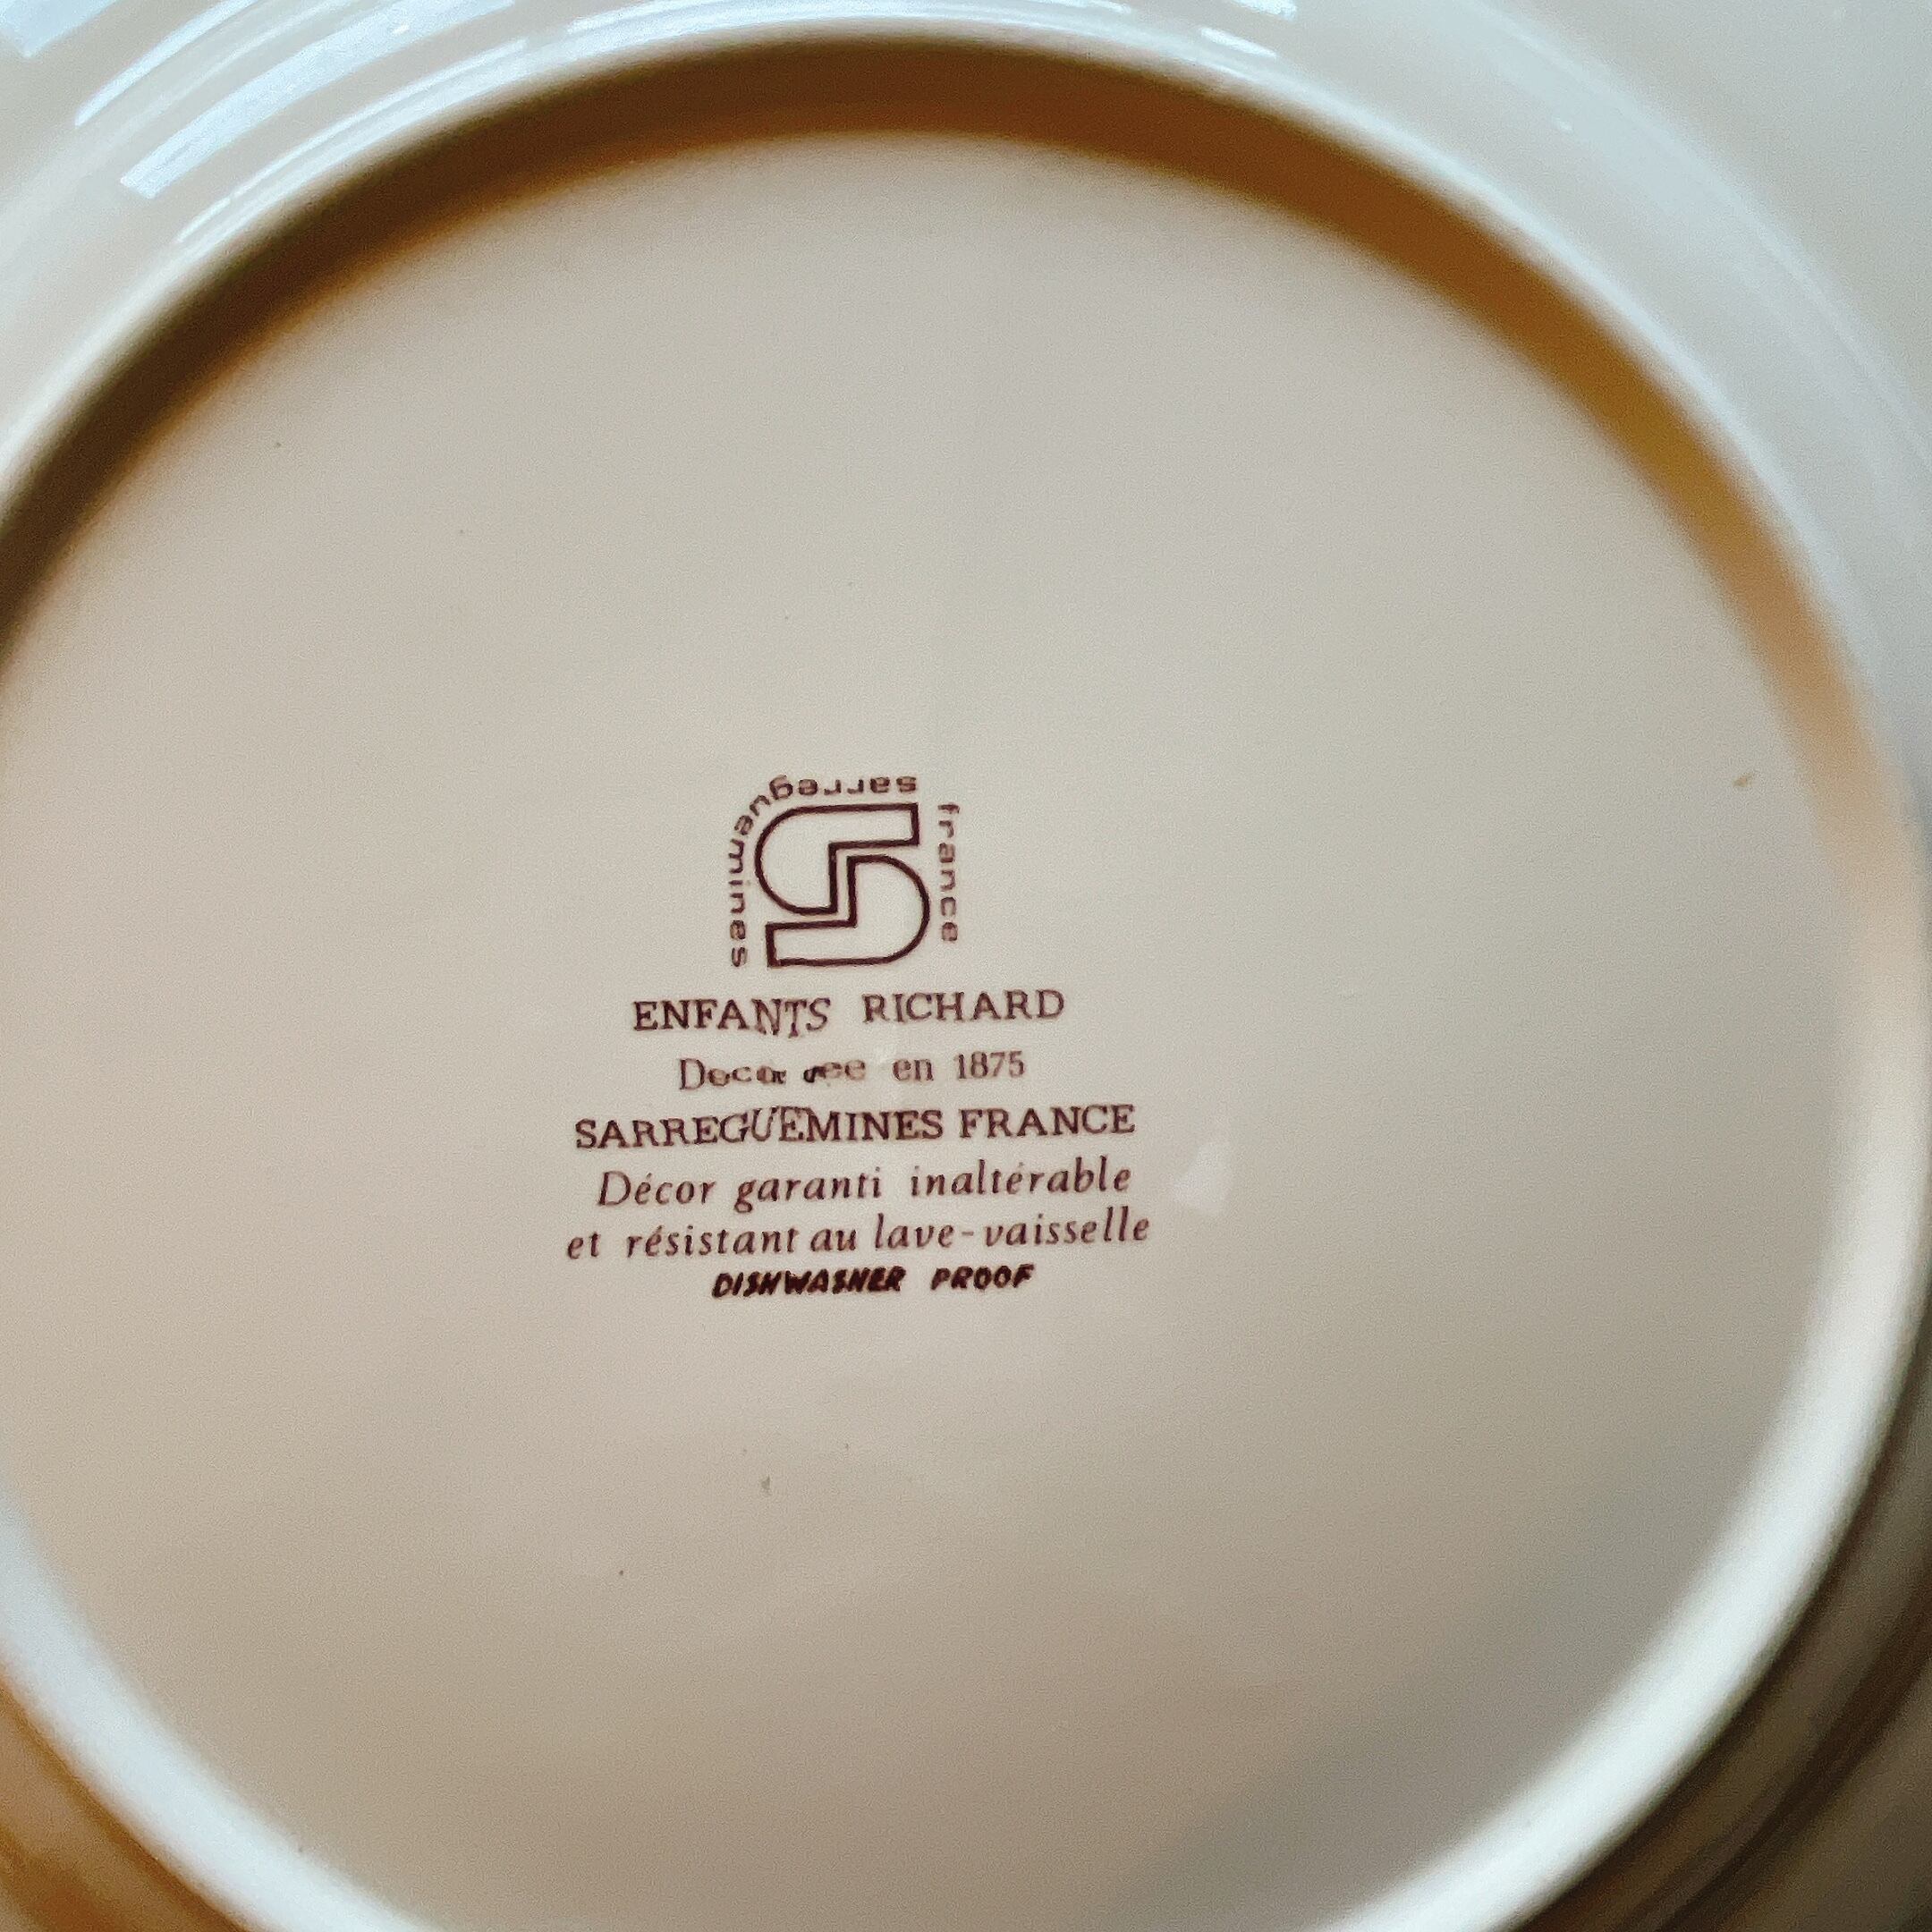 sarreguemines
france
ENFANTS RICHARD
en 1875
SARREGUEMINES FRANCE
Décor garanti inaltérable
et résistant au lave-vaisselle
DISHWASHER PROOF